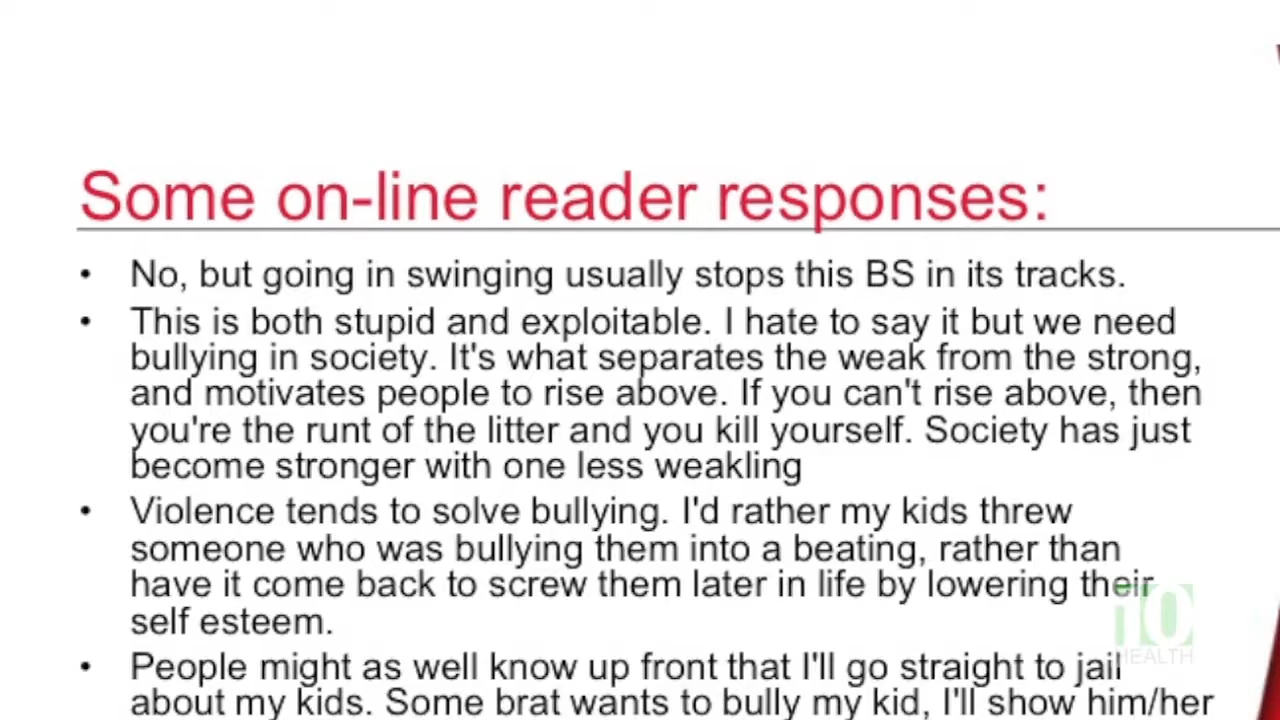 Some on-line reader responses:
• No, but going in swinging usually stops this BS in its tracks.
• This is both stupid and exploitable. I hate to say it but we need
bullying in society. It's what separates the weak from the strong,
and motivates people to rise above. If you can't rise above, then
you're the runt of the litter and you kill yourself. Society has just
become stronger with one less weakling
• Violence tends to solve bullying. I'd rather my kids threw
someone who was bullying them into a beating, rather than
have it come back to screw them later in life by lowering their
self esteem.
• People might as well know up front that I'll go straight to jail
about my kids. Some brat wants to bully my kid, I'll show him/her
10
HEALTH